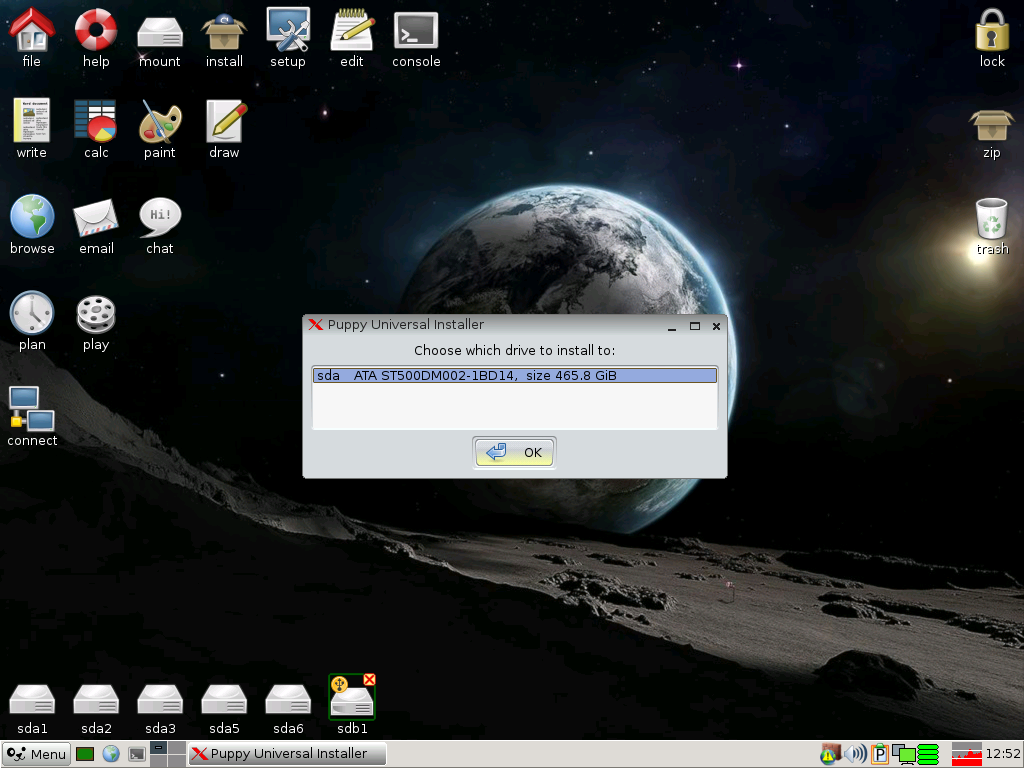 file help mount install setup edit console lock
write calc paint draw zip
Hi!
browse email chat trash
plan play
Puppy Universal Installer
Choose which drive to install to:
sda ATA ST500DM002-1BD14, size 465.8 GiB
OK
connect
sda1 sda2 sda3 sda5 sda6 sdb1
Menu Puppy Universal Installer P 12:52